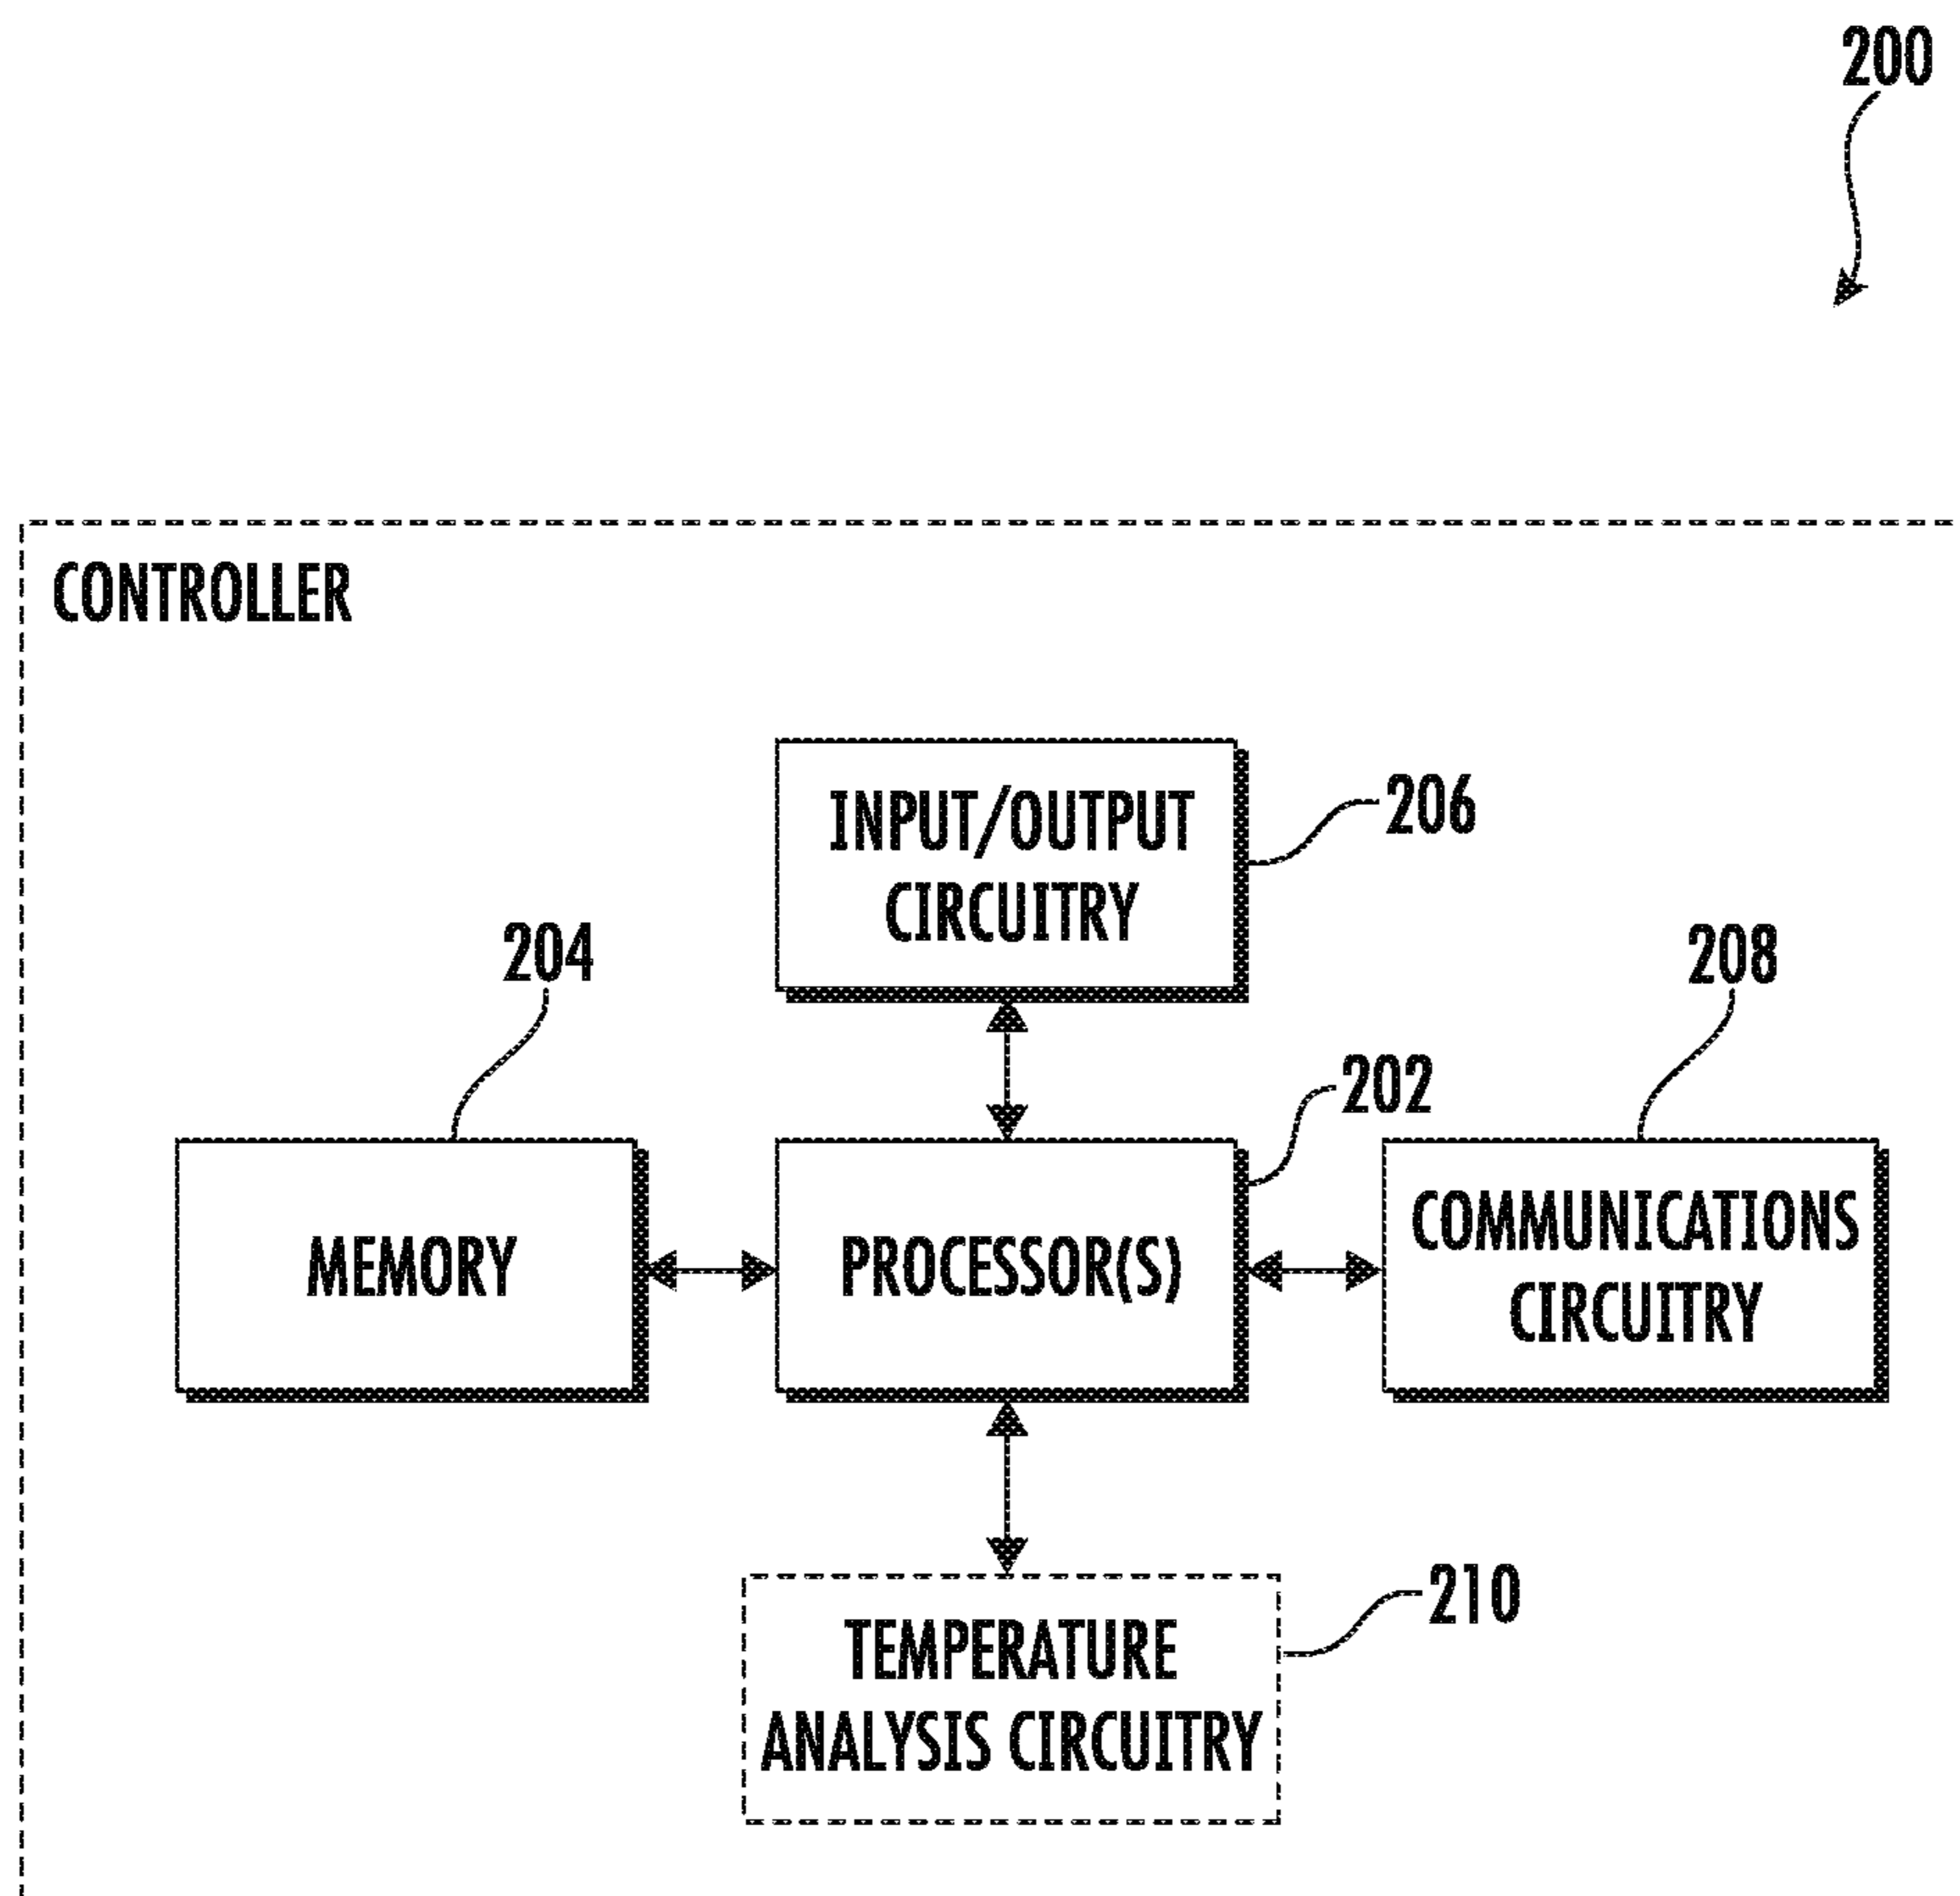 200
CONTROLLER
INPUT/OUTPUT
CIRCUITRY
206
204
208
202
MEMORY
PROCESSOR(S)
COMMUNICATIONS
CIRCUITRY
TEMPERATURE
ANALYSIS CIRCUITRY
210